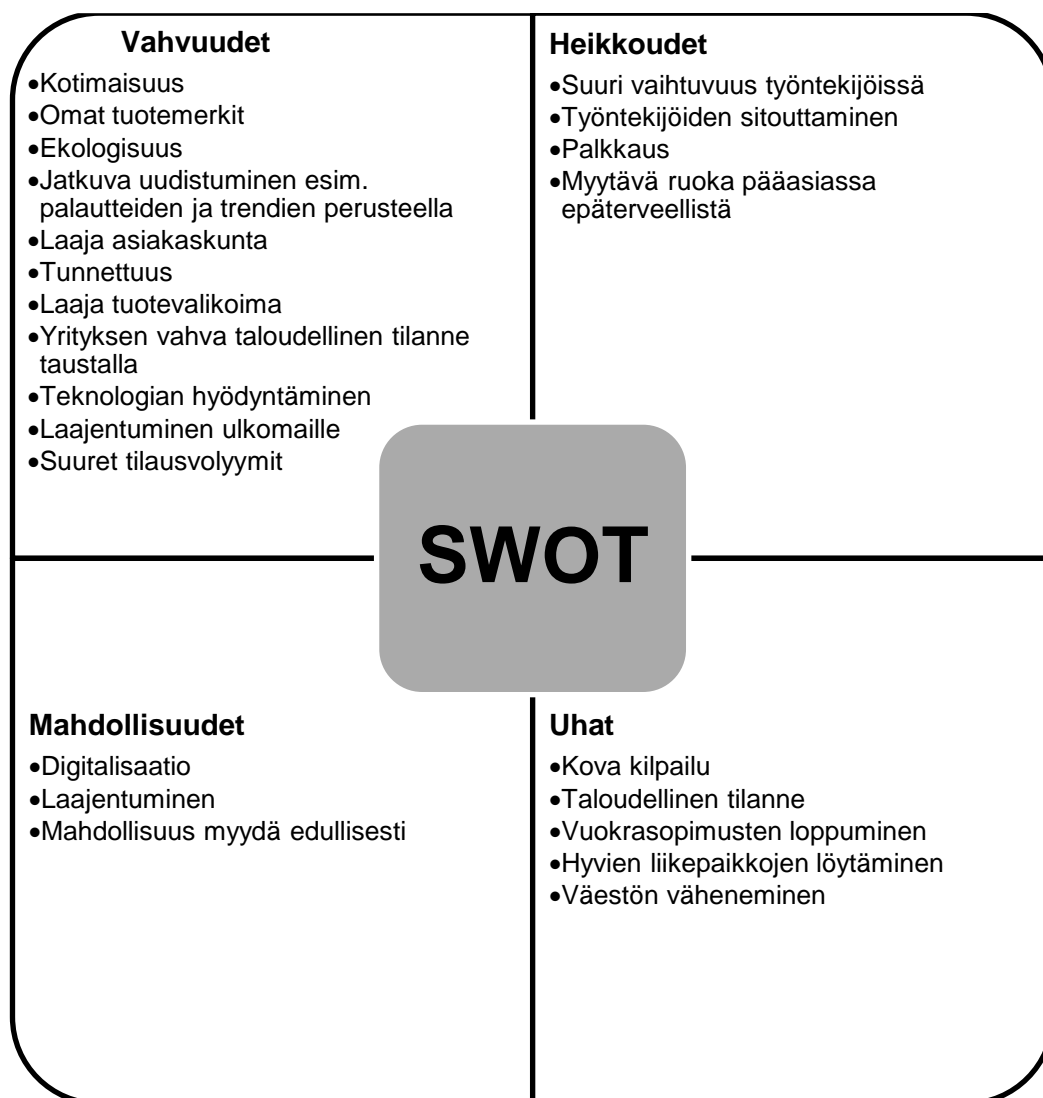 Vahvuudet
•Kotimaisuus
•Omat tuotemerkit
•Ekologisuus
•Jatkuva uudistuminen esim.
palautteiden ja trendien perusteella
•Laaja asiakaskunta
•Tunnettuus
•Laaja tuotevalikoima
•Yrityksen vahva taloudellinen tilanne
taustalla
•Teknologian hyödyntäminen
•Laajentuminen ulkomaille
•Suuret tilausvolyymit
Heikkoudet
•Suuri vaihtuvuus työntekijöissä
•Työntekijöiden sitouttaminen
•Palkkaus
•Myytävä ruoka pääasiassa
epäterveellistä
SWOT
Mahdollisuudet
•Digitalisaatio
•Laajentuminen
•Mahdollisuus myydä edullisesti
Uhat
•Kova kilpailu
•Taloudellinen tilanne
•Vuokrasopimusten loppuminen
•Hyvien liikepaikkojen löytäminen
•Väestön väheneminen